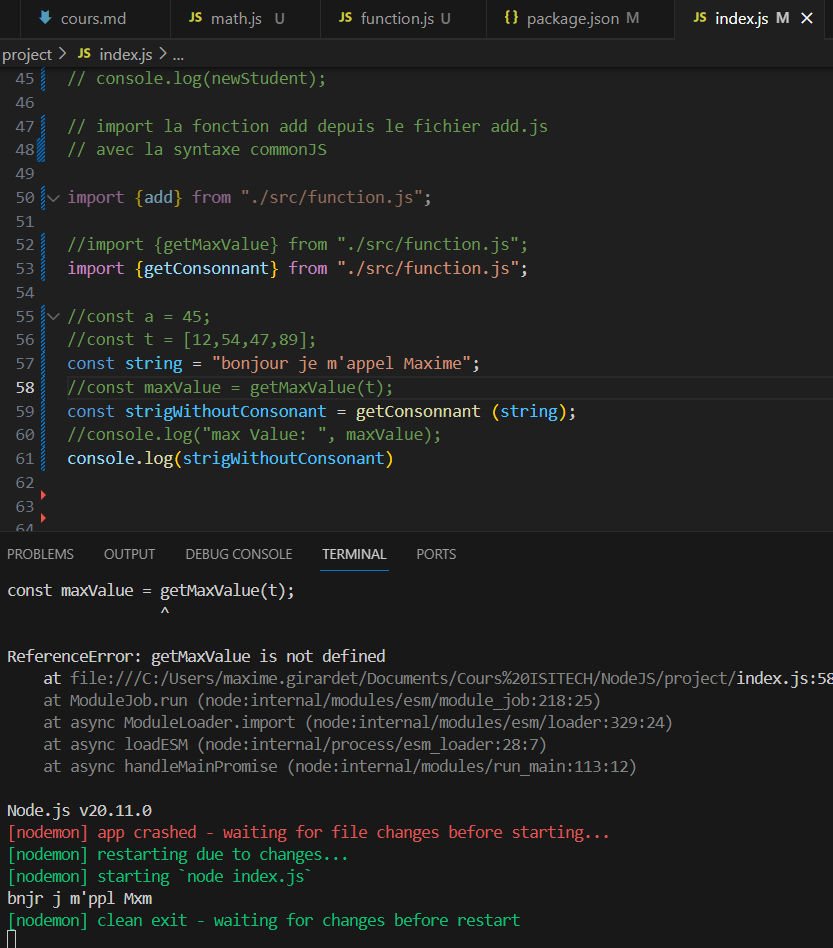 cours.md JS math.js U JS function.js U {} package.json M JS index.js M
project > JS index.js > ...
45 // console.log(newStudent);
46
47 // import la fonction add depuis le fichier add.js
48 // avec la syntaxe commonJS
49
50 import {add} from "./src/function.js";
51
52 //import {getMaxValue} from "./src/function.js";
53 import {getConsonnant} from "./src/function.js";
54
55 //const a = 45;
56 //const t = [12,54,47,89];
57 const string = "bonjour je m'appel Maxime";
58 //const maxValue = getMaxValue(t);
59 const strigWithoutConsonant = getConsonnant (string);
60 //console.log("max Value: ", maxValue);
61 console.log(strigWithoutConsonant)
62
63
64
PROBLEMS OUTPUT DEBUG CONSOLE TERMINAL PORTS
const maxValue = getMaxValue(t);
^
ReferenceError: getMaxValue is not defined
at file:///C:/Users/maxime.girardet/Documents/Cours%20ISITECH/NodeJS/project/index.js:58
at ModuleJob.run (node:internal/modules/esm/module_job:218:25)
at async ModuleLoader.import (node:internal/modules/esm/loader:329:24)
at async loadESM (node:internal/process/esm_loader:28:7)
at async handleMainPromise (node:internal/modules/run_main:113:12)
Node.js v20.11.0
[nodemon] app crashed - waiting for file changes before starting...
[nodemon] restarting due to changes...
[nodemon] starting `node index.js`
bnjr j m'ppl Mxm
[nodemon] clean exit - waiting for changes before restart